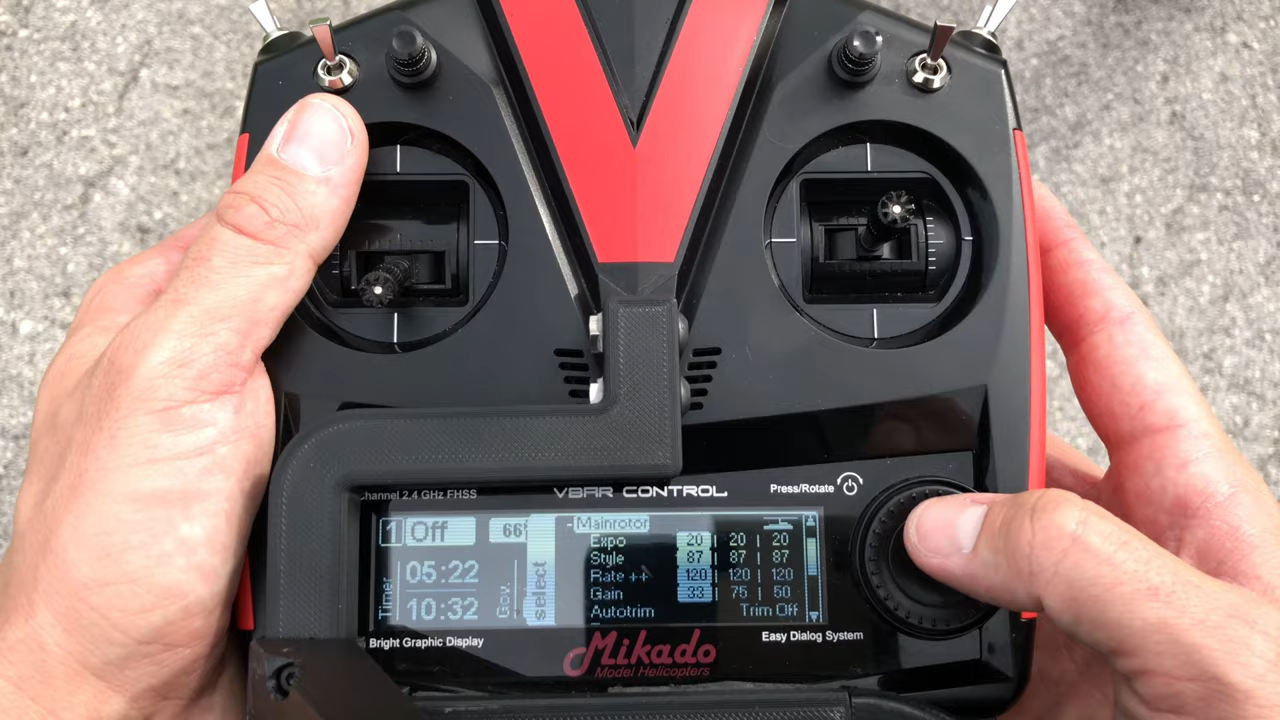 hannel 2,4 GHz FHSS
VBAR CONTROL
Press/Rotate
1 Off 66
Timer
05:22
10:32
Gov.
select
-Mainrotor
Expo 20 | 20 | 20
Style 87 | 87 | 87
Rate ++ 120 | 120 | 120
Gain 33 | 75 | 50
Autotrim Trim Off
Bright Graphic Display
Easy Dialog System
Mikado
Model Helicopters